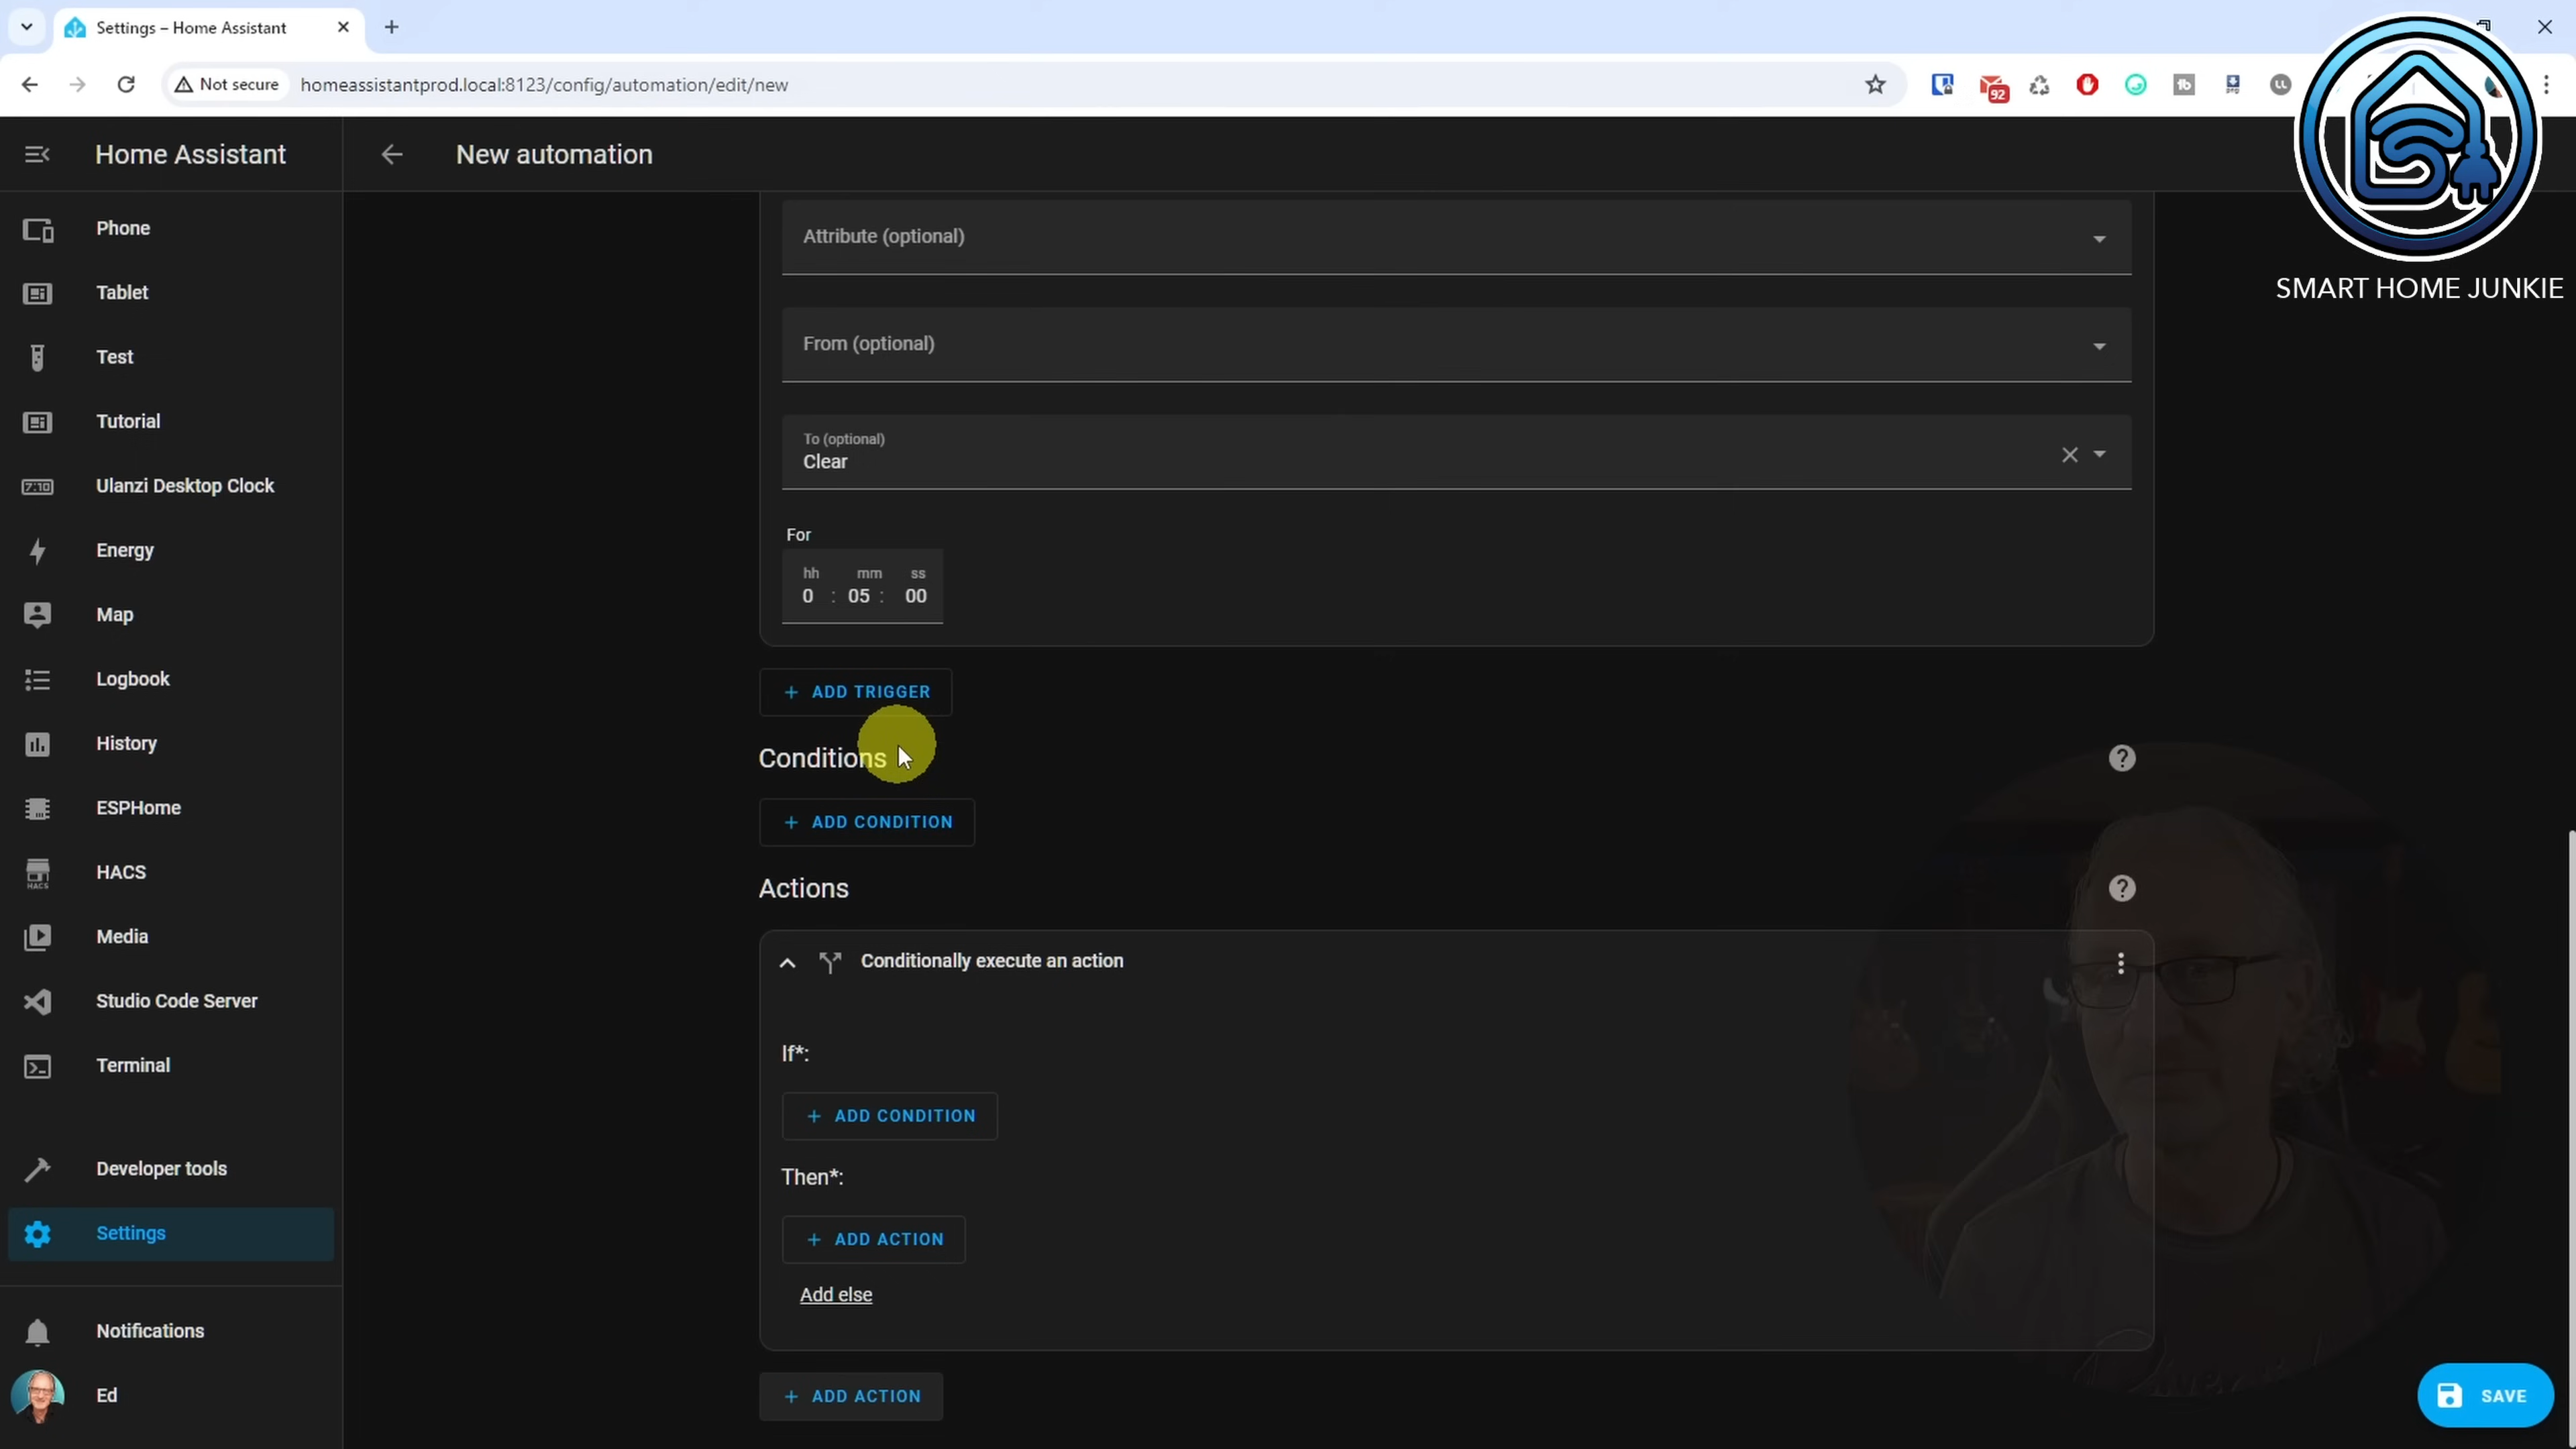 Settings – Home Assistant
Not secure
homeassistantprod.local:8123/config/automation/edit/new
92
Home Assistant
New automation
SMART HOME JUNKIE
Phone
Tablet
Test
Tutorial
7:10
Ulanzi Desktop Clock
Energy
Map
Logbook
History
ESPHome
HACS
HACS
Media
Studio Code Server
Terminal
Developer tools
Settings
Notifications
Ed
Attribute (optional)
From (optional)
To (optional)
Clear
For
hh mm ss
0 : 05 : 00
+ ADD TRIGGER
Conditions
+ ADD CONDITION
Actions
Conditionally execute an action
If*:
+ ADD CONDITION
Then*:
+ ADD ACTION
Add else
+ ADD ACTION
SAVE